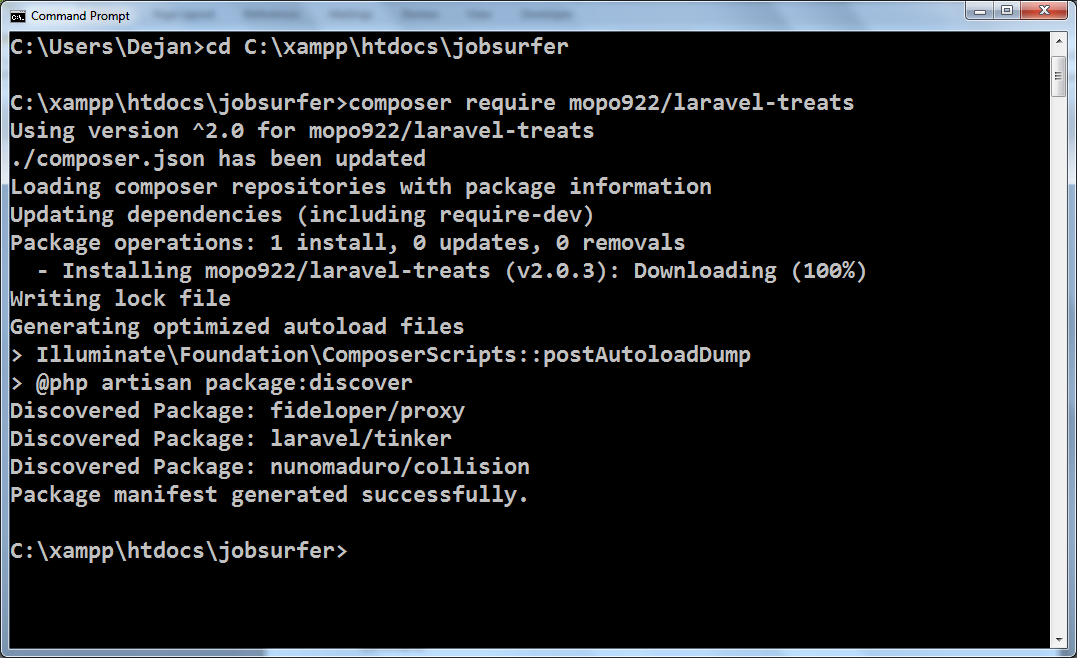 Command Prompt
C:\Users\Dejan>cd C:\xampp\htdocs\jobsurfer
C:\xampp\htdocs\jobsurfer>composer require mopo922/laravel-treats
Using version ^2.0 for mopo922/laravel-treats
./composer.json has been updated
Loading composer repositories with package information
Updating dependencies (including require-dev)
Package operations: 1 install, 0 updates, 0 removals
  - Installing mopo922/laravel-treats (v2.0.3): Downloading (100%)
Writing lock file
Generating optimized autoload files
> Illuminate\Foundation\ComposerScripts::postAutoloadDump
> @php artisan package:discover
Discovered Package: fideloper/proxy
Discovered Package: laravel/tinker
Discovered Package: nunomaduro/collision
Package manifest generated successfully.
C:\xampp\htdocs\jobsurfer>